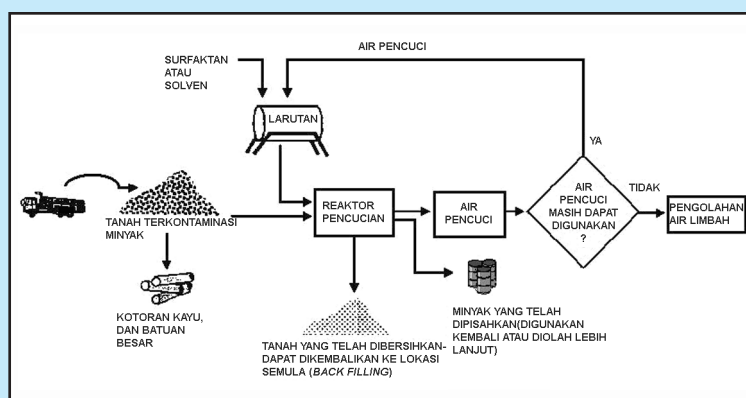 AIR PENCUCI
SURFAKTAN
ATAU
SOLVEN
LARUTAN
YA
TANAH TERKONTAMINASI
MINYAK
REAKTOR
PENCUCIAN
AIR
PENCUCI
AIR
PENCUCI
MASIH DAPAT
DIGUNAKAN
?
TIDAK
PENGOLAHAN
AIR LIMBAH
KOTORAN KAYU,
DAN BATUAN
BESAR
TANAH YANG TELAH DIBERSIHKAN-
DAPAT DIKEMBALIKAN KE LOKASI
SEMULA (BACK FILLING)
MINYAK YANG TELAH
DIPISAHKAN(DIGUNAKAN
KEMBALI ATAU DIOLAH LEBIH
LANJUT)